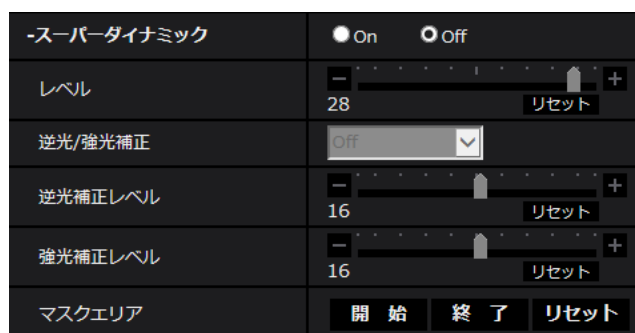 -スーパーダイナミック On Off
レベル - +
28 リセット
逆光/強光補正 Off
逆光補正レベル - +
16 リセット
強光補正レベル - +
16 リセット
マスクエリア 開 始 終 了 リセット